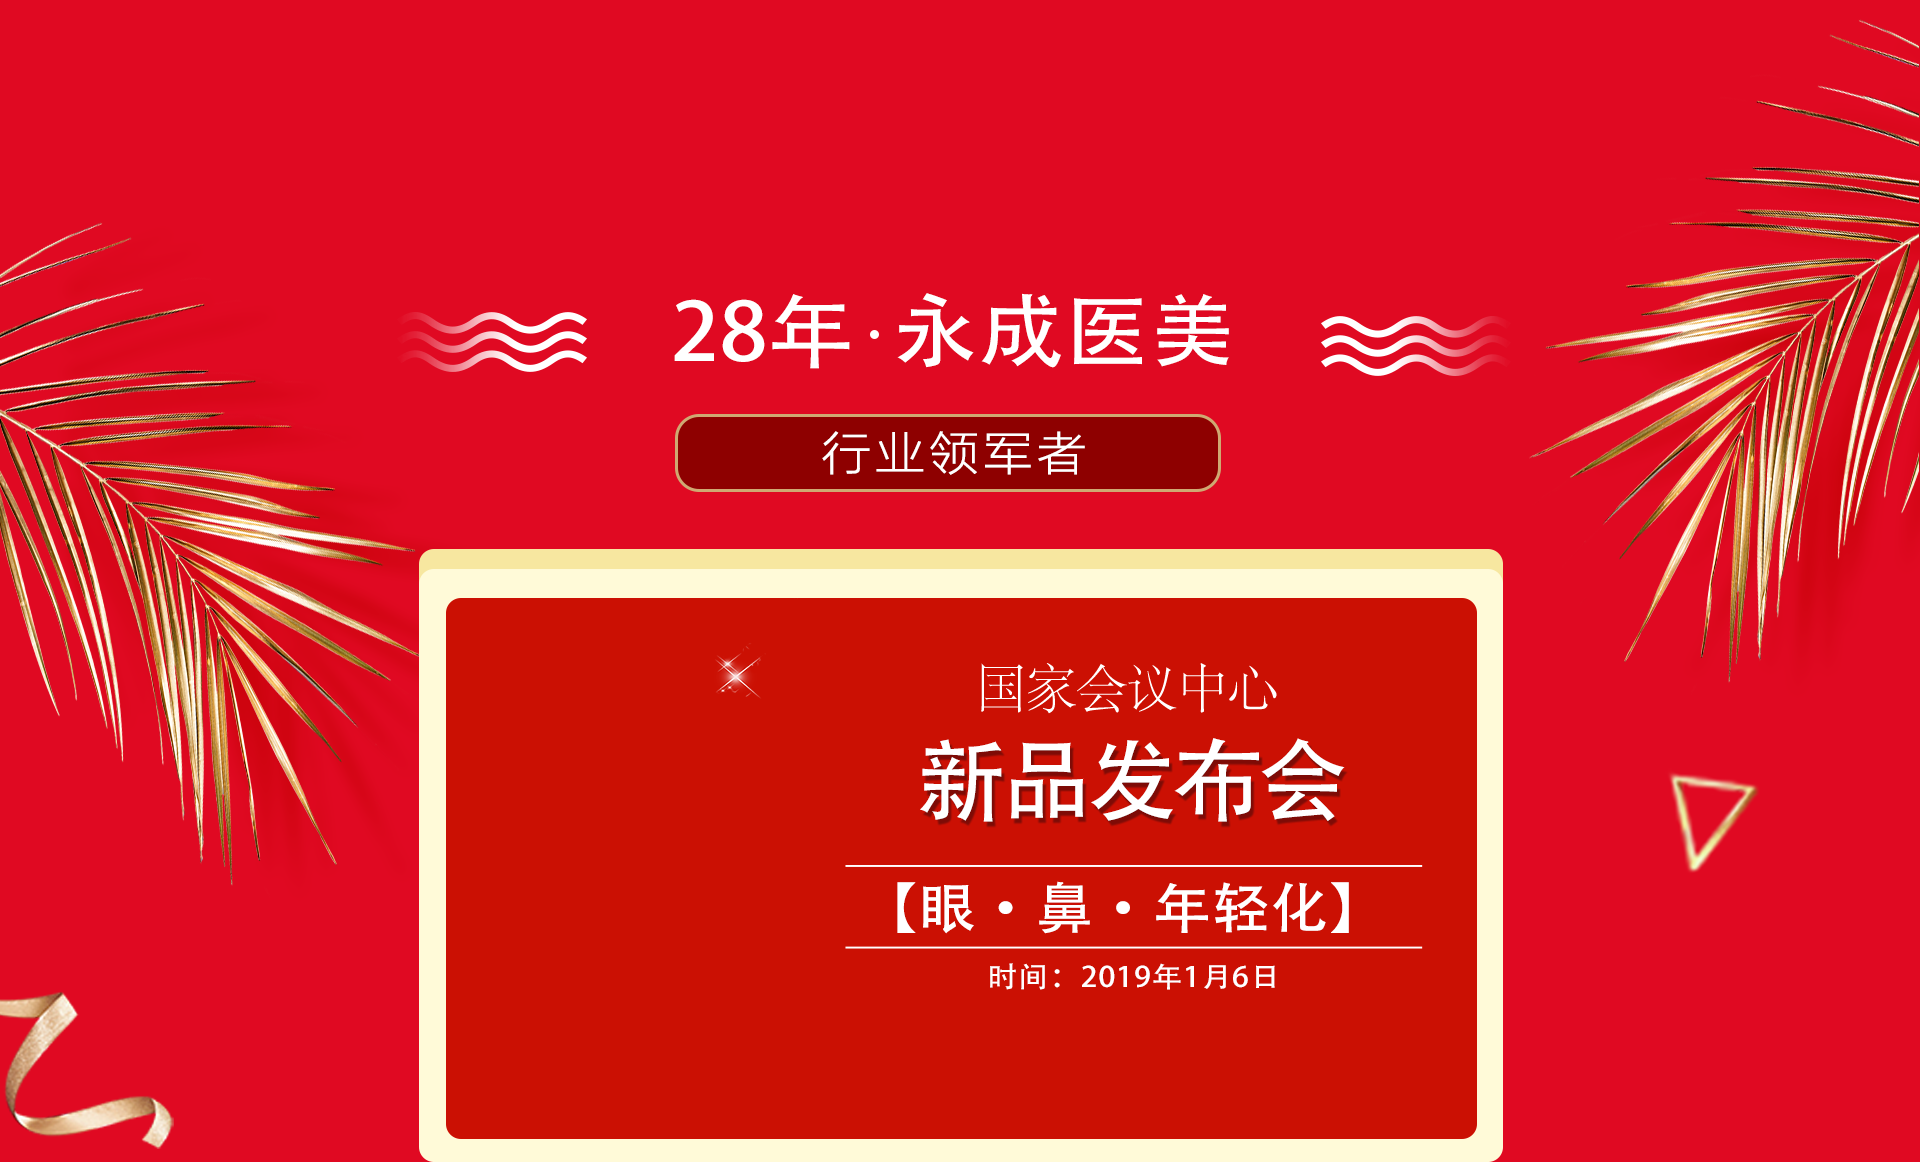 28年·永成医美
行业领军者
国家会议中心
新品发布会
【眼·鼻·年轻化】
时间：2019年1月6日